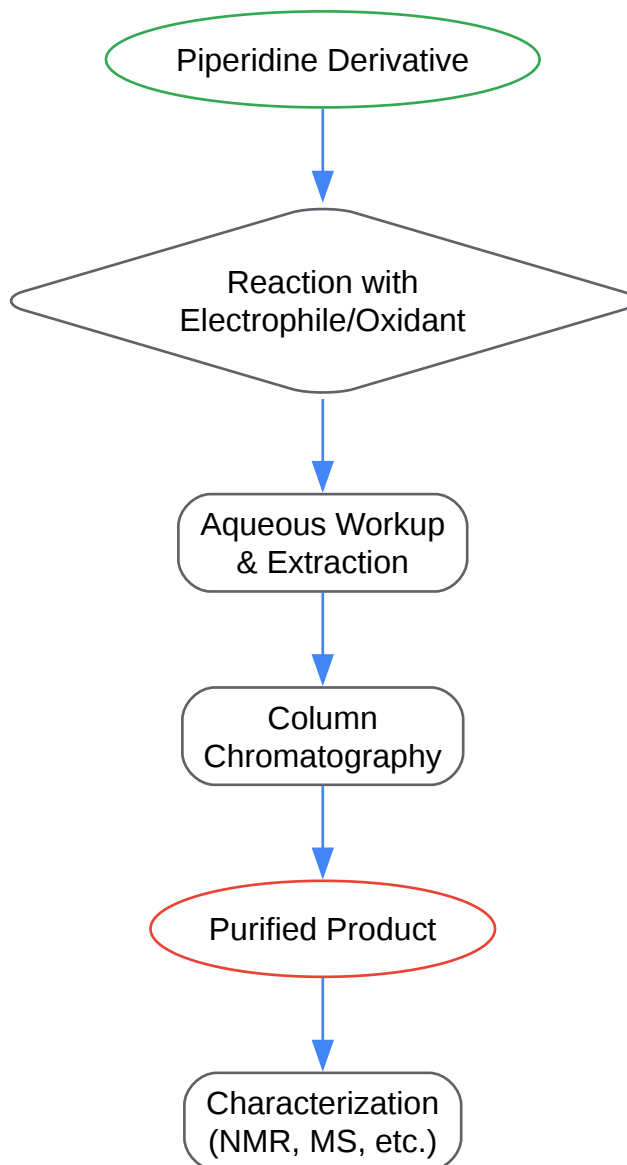 Piperidine Derivative
Reaction with
Electrophile/Oxidant
Aqueous Workup
& Extraction
Column
Chromatography
Purified Product
Characterization
(NMR, MS, etc.)